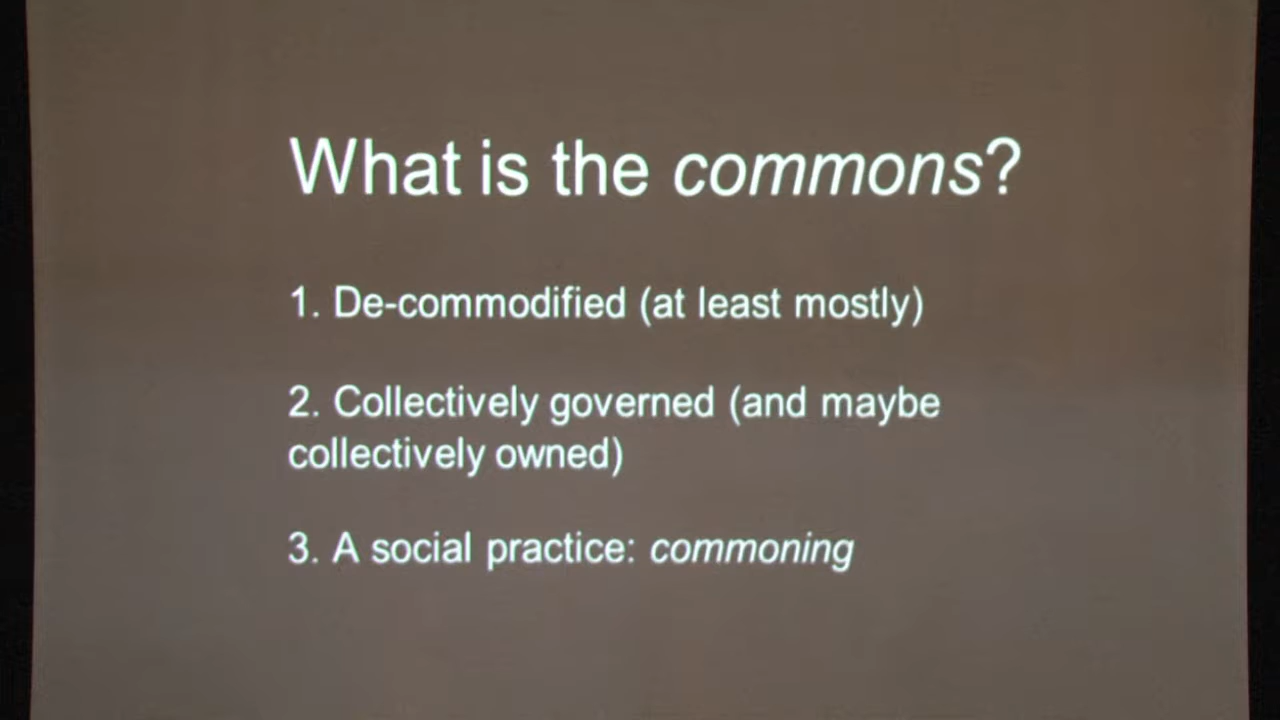 What is the commons?
1. De-commodified (at least mostly)
2. Collectively governed (and maybe
collectively owned)
3. A social practice: commoning